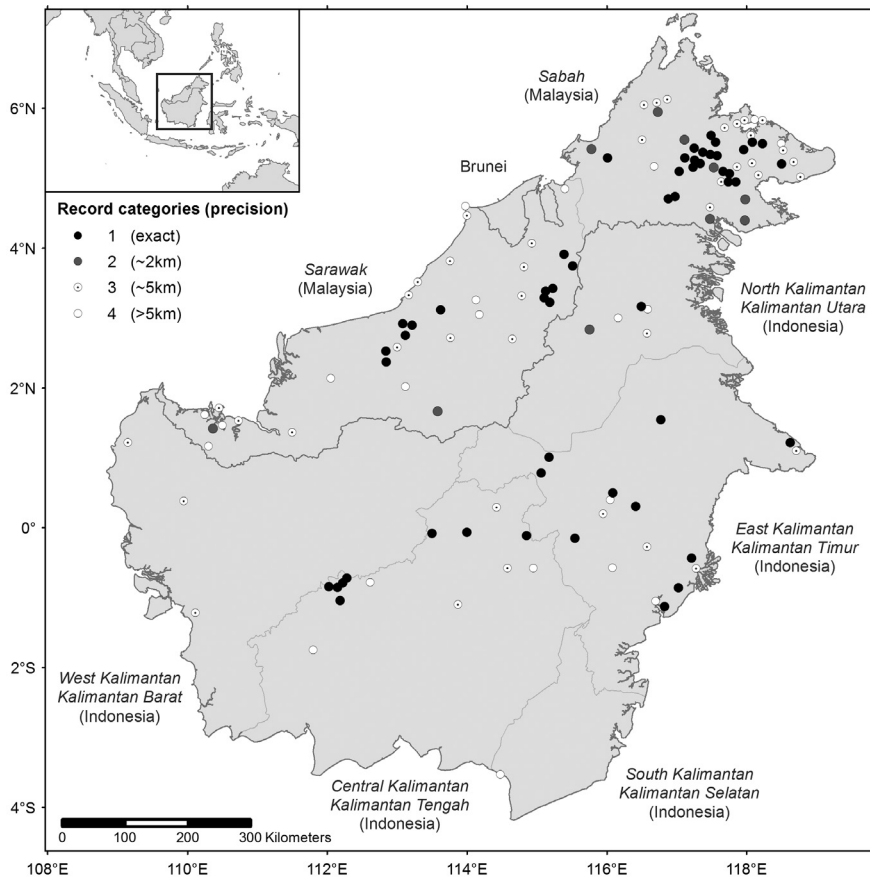 Sabah
(Malaysia)
6°N
Brunei
Record categories (precision)
1 (exact)
2 (~2km)
3 (~5km)
4 (>5km)
4°N
Sarawak
(Malaysia)
North Kalimantan
Kalimantan Utara
(Indonesia)
2°N
0°
East Kalimantan
Kalimantan Timur
(Indonesia)
2°S
West Kalimantan
Kalimantan Barat
(Indonesia)
Central Kalimantan
Kalimantan Tengah
(Indonesia)
South Kalimantan
Kalimantan Selatan
(Indonesia)
4°S
0 100 200 300 Kilometers
108°E 110°E 112°E 114°E 116°E 118°E